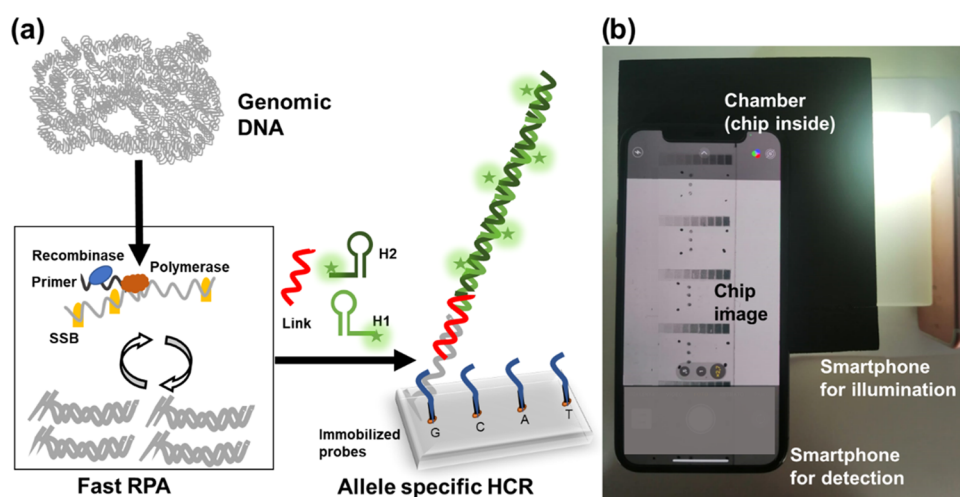 (a)
Genomic
DNA
Recombinase
Primer
Polymerase
SSB
Fast RPA
Link
H2
H1
Immobilized
probes
G
C
A
T
Allele specific HCR
(b)
Chamber
(chip inside)
Chip
image
Smartphone
for illumination
Smartphone
for detection